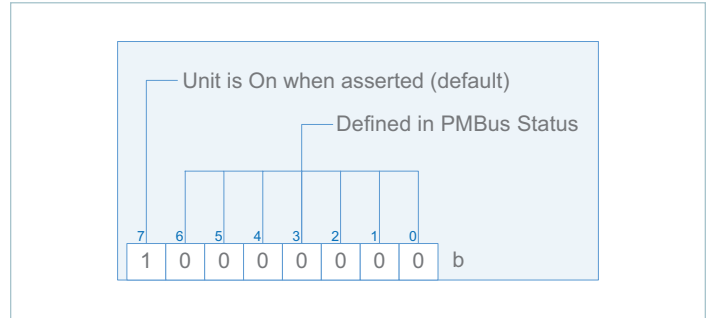 Unit is On when asserted (default)
Defined in PMBus Status
7 6 5 4 3 2 1 0
1 0 0 0 0 0 0 0 b